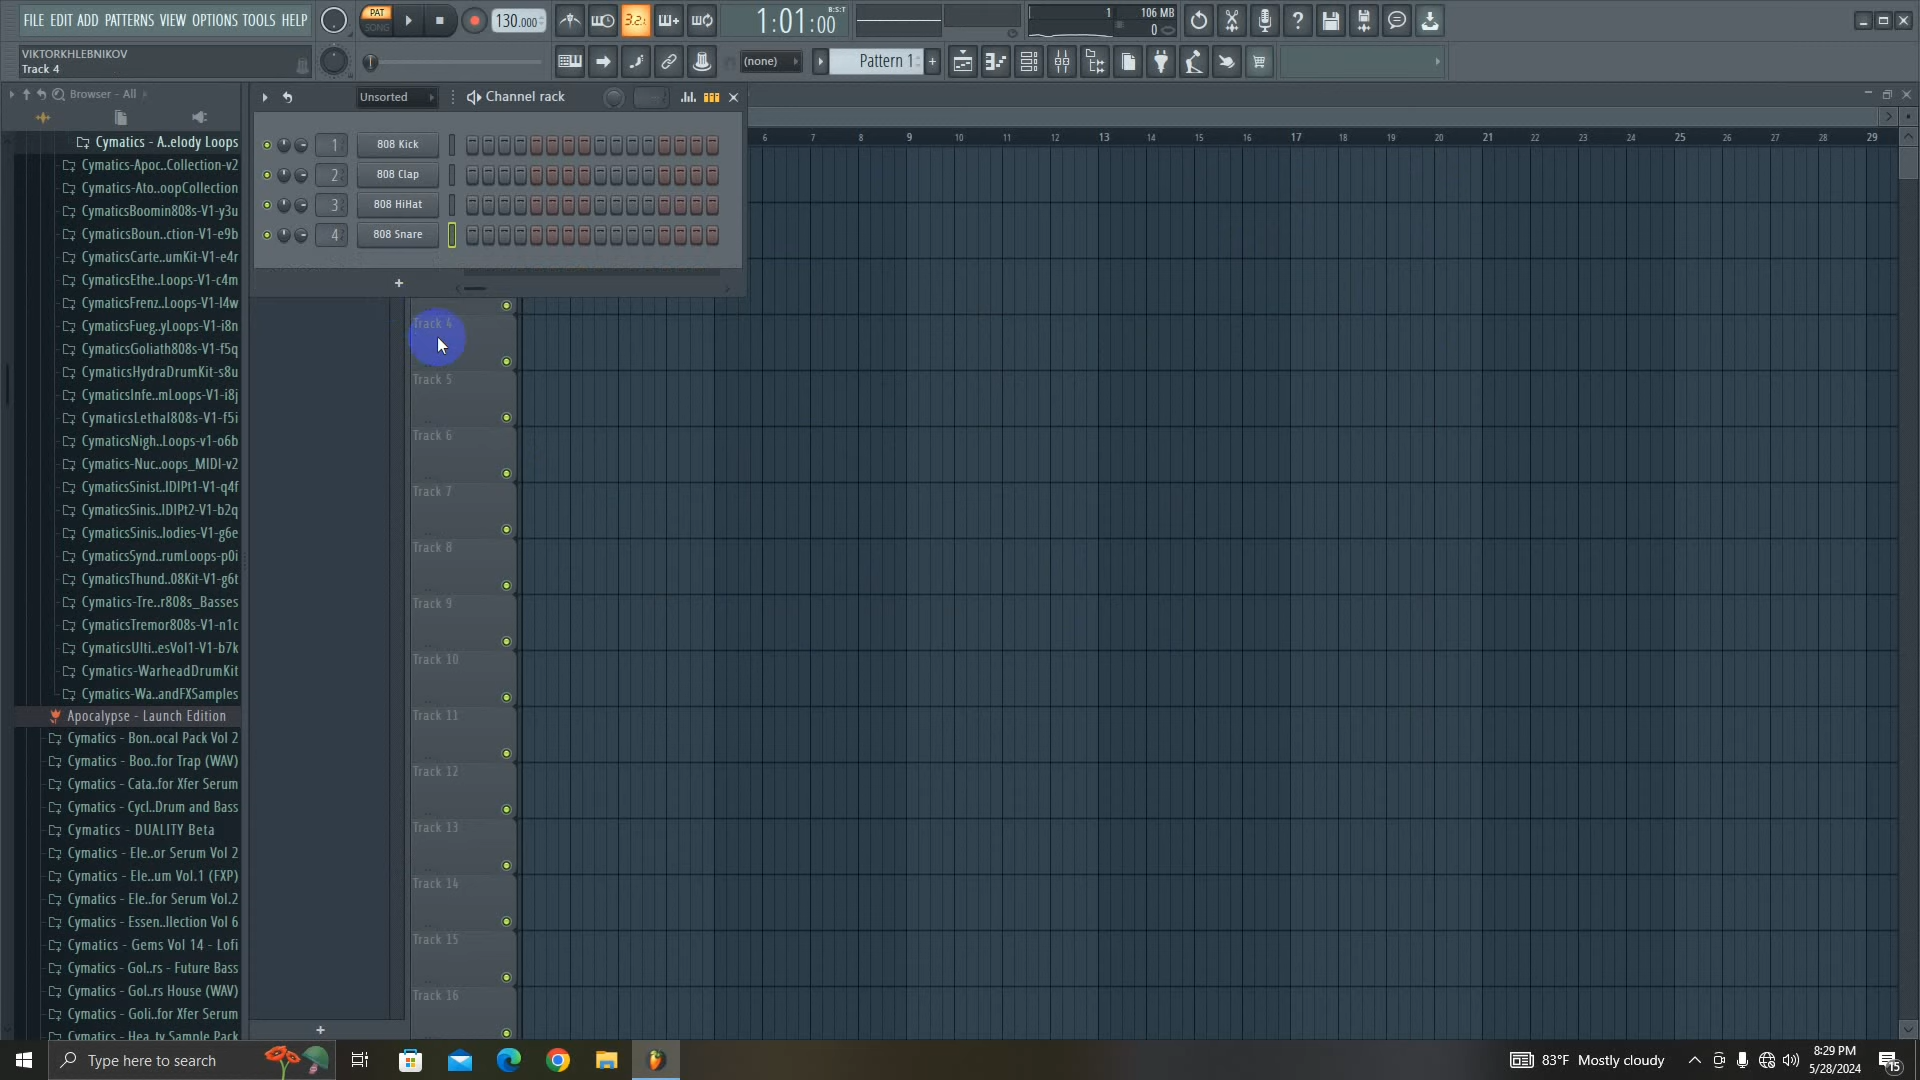 FILE EDIT ADD PATTERNS VIEW OPTIONS TOOLS HELP
PAT
SONG
130.000
3.2.
1:01:00
B:S:T
1
106 MB
0
VIKTORKHLEBNIKOV
Track 4
(none)
Pattern 1
Browser - All
Unsorted
Channel rack
Cymatics - A..elody Loops
Cymatics-Apoc..Collection-v2
Cymatics-Ato..oopCollection
CymaticsBoomin808s-V1-y3u
CymaticsBoun..ction-V1-e9b
CymaticsCarte..umKit-V1-e4r
CymaticsEthe..Loops-V1-c4m
CymaticsFrenz..Loops-V1-l4w
CymaticsFueg..yLoops-V1-i8n
CymaticsGoliath808s-V1-f5q
CymaticsHydraDrumKit-s8u
CymaticsInfe..mLoops-V1-i8j
CymaticsLethal808s-V1-f5i
CymaticsNigh..Loops-v1-o6b
Cymatics-Nuc..oops_MIDI-v2
CymaticsSinist..IDIPt1-V1-q4f
CymaticsSinis..IDIPt2-V1-b2q
CymaticsSinis..lodies-V1-g6e
CymaticsSynd..rumLoops-p0i
CymaticsThund..08Kit-V1-g6t
Cymatics-Tre..r808s_Basses
CymaticsTremor808s-V1-n1c
CymaticsUlti..esVol1-V1-b7k
Cymatics-WarheadDrumKit
Cymatics-Wa..andFXSamples
Apocalypse - Launch Edition
Cymatics - Bon..ocal Pack Vol 2
Cymatics - Boo..for Trap (WAV)
Cymatics - Cata..for Xfer Serum
Cymatics - Cycl..Drum and Bass
Cymatics - DUALITY Beta
Cymatics - Ele..or Serum Vol 2
Cymatics - Ele..um Vol.1 (FXP)
Cymatics - Ele..for Serum Vol.2
Cymatics - Essen..llection Vol 6
Cymatics - Gems Vol 14 - Lofi
Cymatics - Gol..rs - Future Bass
Cymatics - Gol..rs House (WAV)
Cymatics - Goli..for Xfer Serum
Cymatics - Hea..ty Sample Pack
1 808 Kick
2 808 Clap
3 808 HiHat
4 808 Snare
6 7 8 9 10 11 12 13 14 15 16 17 18 19 20 21 22 23 24 25 26 27 28 29
Track 4
Track 5
Track 6
Track 7
Track 8
Track 9
Track 10
Track 11
Track 12
Track 13
Track 14
Track 15
Track 16
Type here to search
83°F Mostly cloudy
8:29 PM
5/28/2024
15